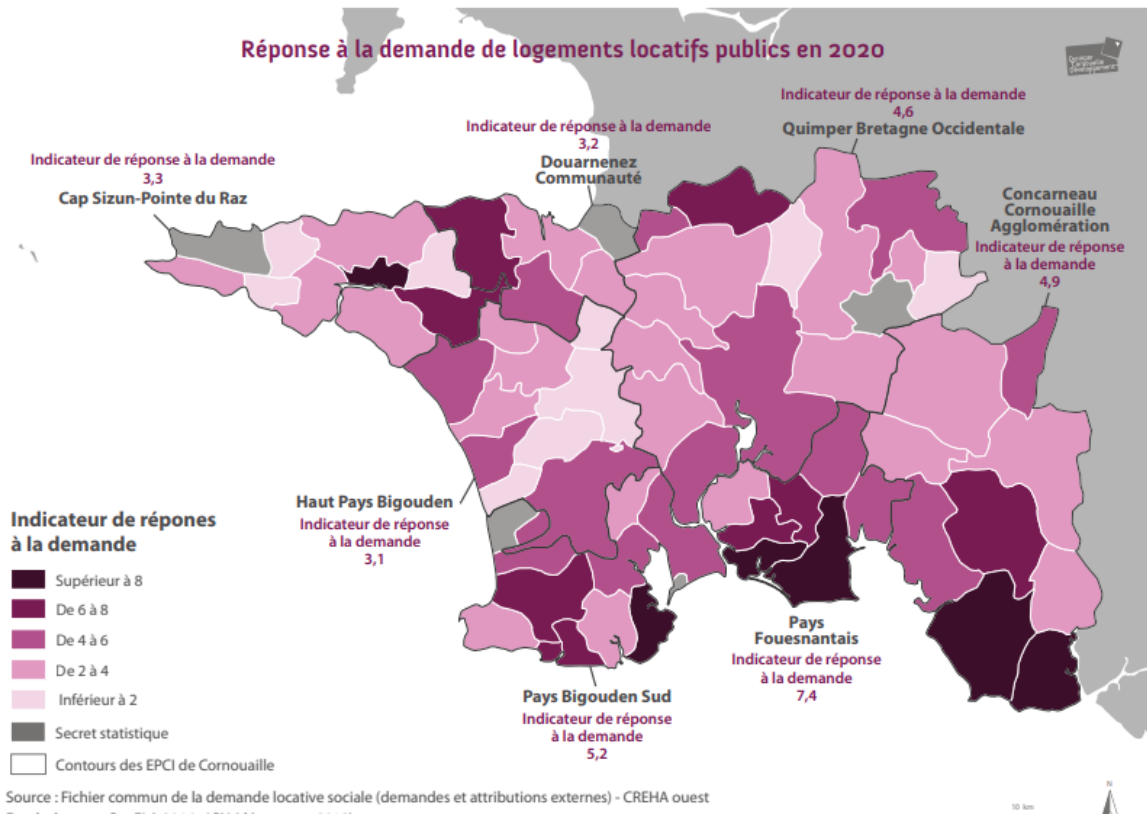 Réponse à la demande de logements locatifs publics en 2020
Indicateur de réponse à la demande
4,6
Quimper Bretagne Occidentale
Indicateur de réponse à la demande
3,2
Douarnenez
Communauté
Indicateur de réponse à la demande
3,3
Cap Sizun-Pointe du Raz
Concarneau
Cornouaille
Agglomération
Indicateur de réponse
à la demande
4,9
Haut Pays Bigouden
Indicateur de réponse
à la demande
3,1
Pays
Fouesnantais
Indicateur de réponse
à la demande
7,4
Pays Bigouden Sud
Indicateur de réponse
à la demande
5,2
Indicateur de répones
à la demande
Supérieur à 8
De 6 à 8
De 4 à 6
De 2 à 4
Inférieur à 2
Secret statistique
Contours des EPCI de Cornouaille
Source : Fichier commun de la demande locative sociale (demandes et attributions externes) - CREHA ouest
10 km
N